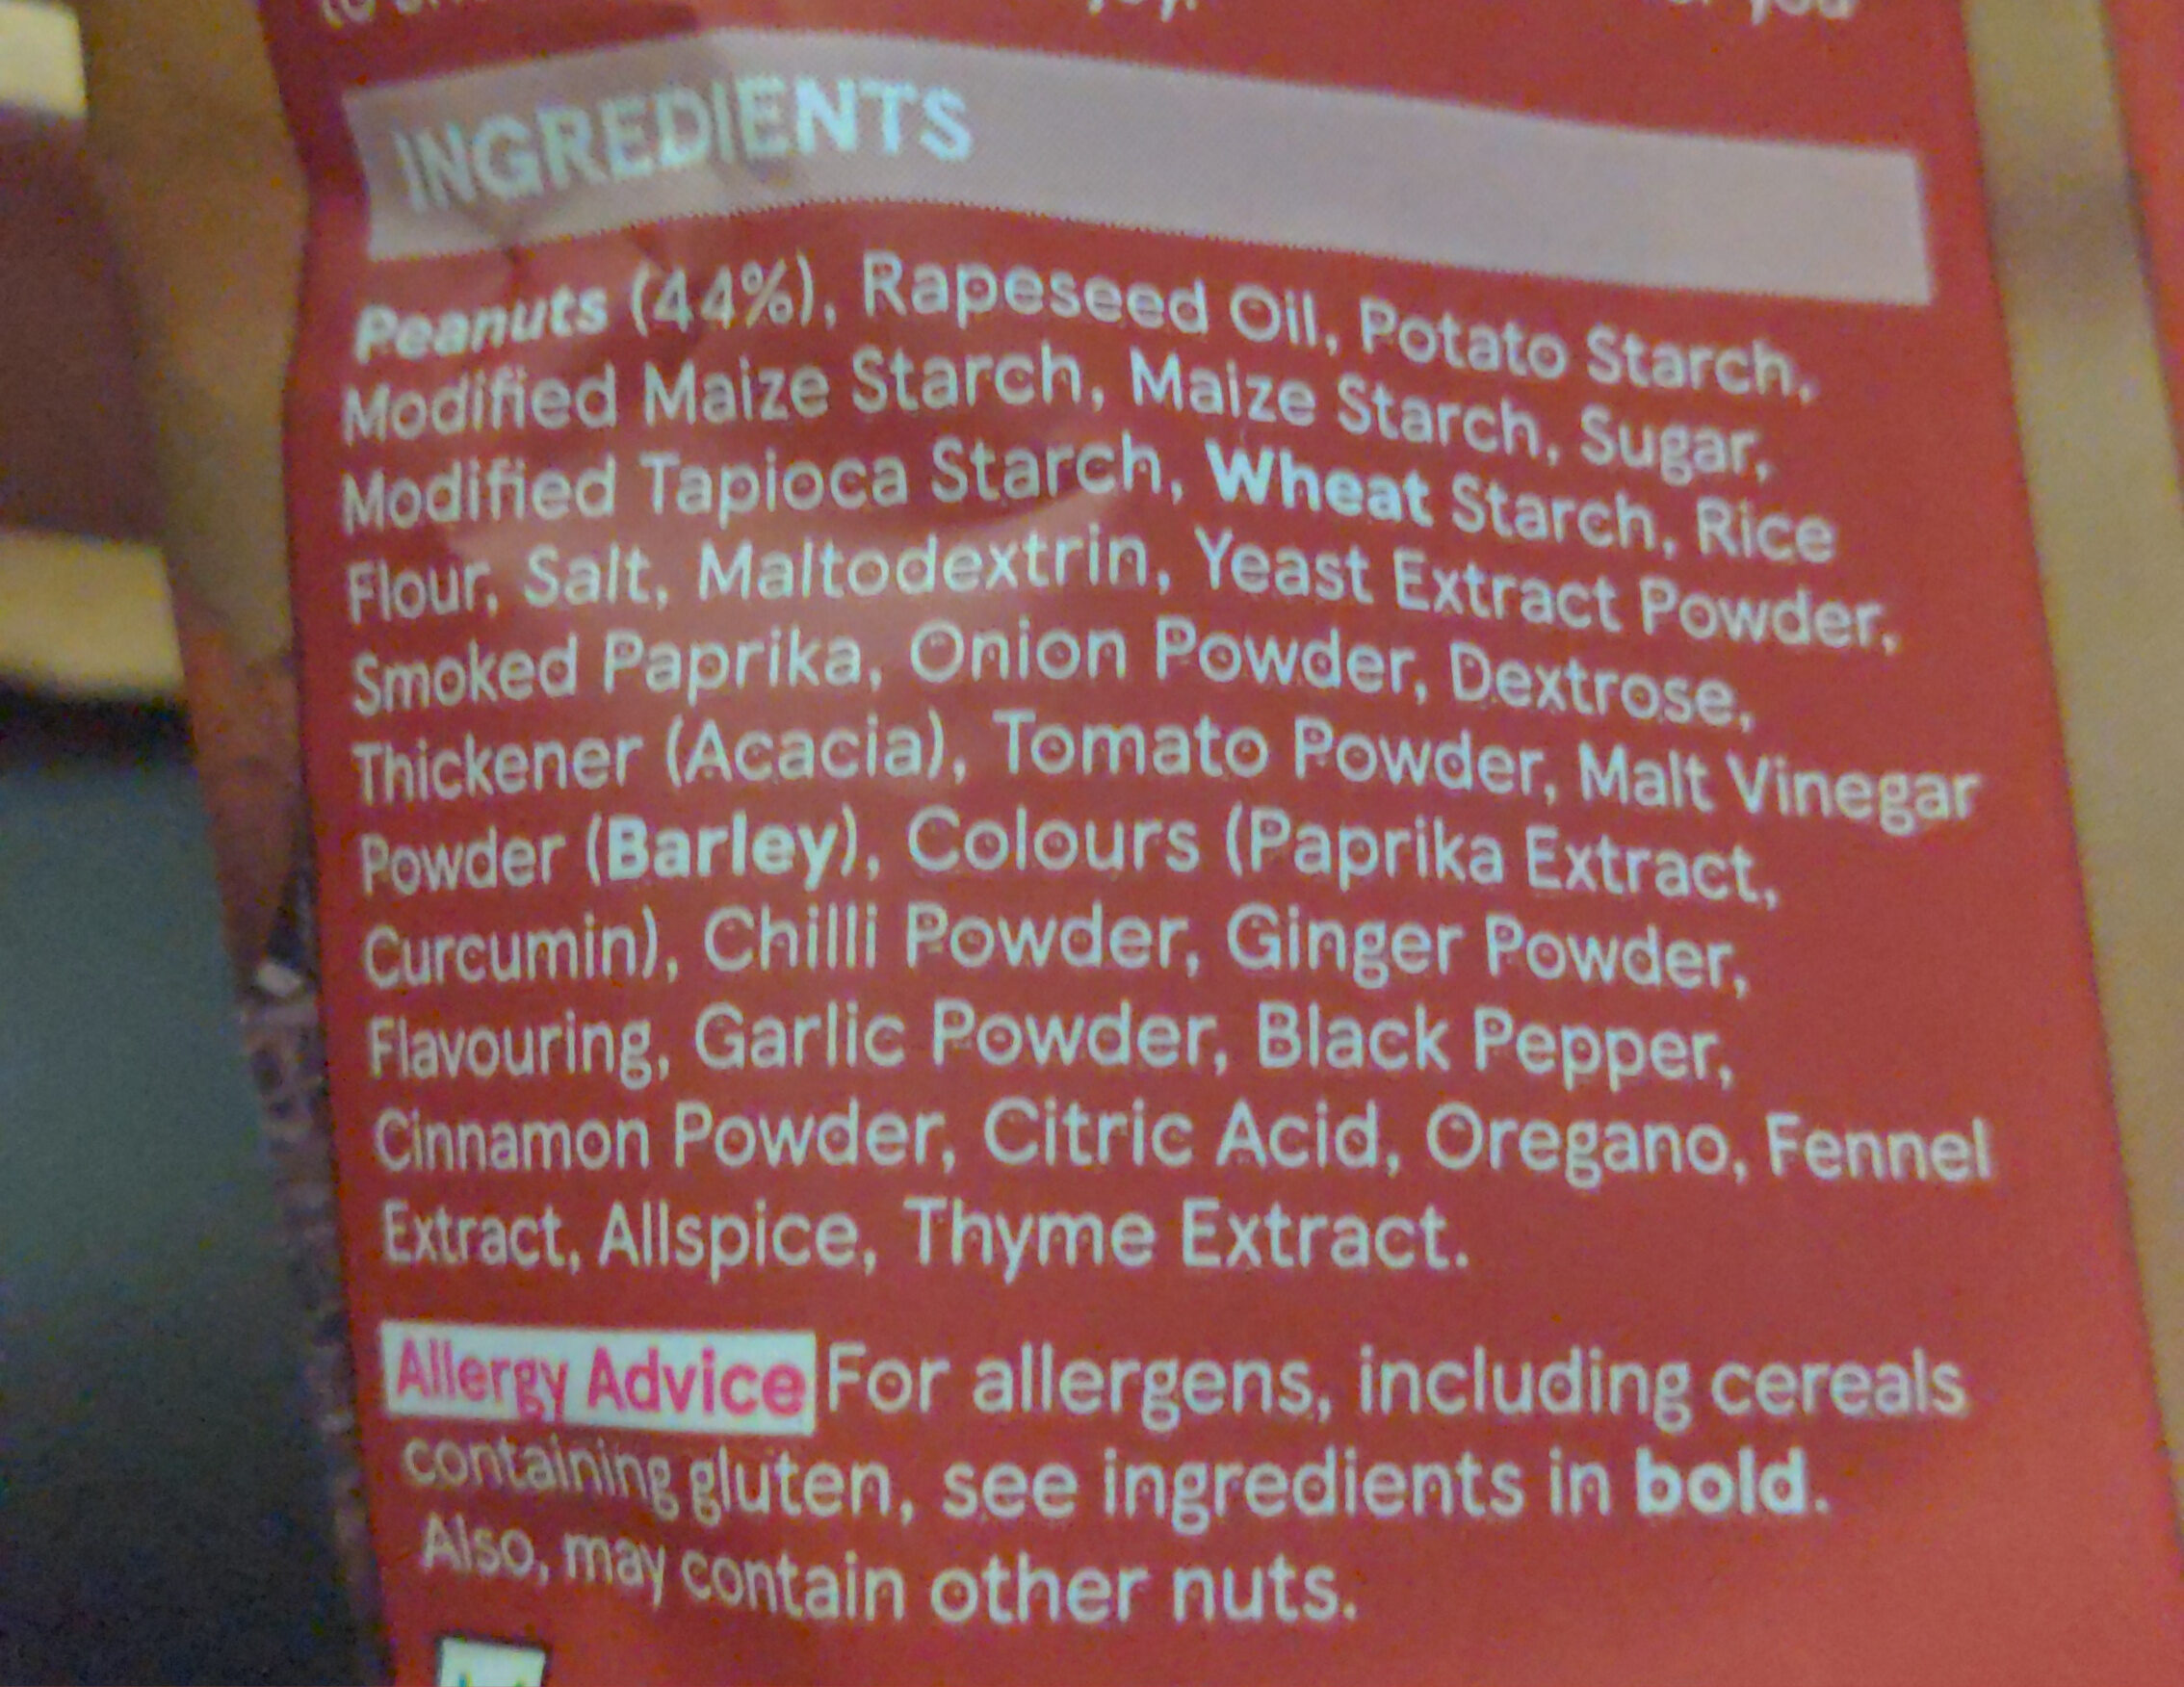 you
INGREDIENTS
Peanuts (44%), Rapeseed Oil, Potato Starch,
Modified Maize Starch, Maize Starch, Sugar,
Modified Tapioca Starch, Wheat Starch, Rice
Flour, Salt, Maltodextrin, Yeast Extract Powder,
Smoked Paprika, Onion Powder, Dextrose,
Thickener (Acacia), Tomato Powder, Malt Vinegar
Powder (Barley), Colours (Paprika Extract,
Curcumin), Chilli Powder, Ginger Powder,
Flavouring, Garlic Powder, Black Pepper,
Cinnamon Powder, Citric Acid, Oregano, Fennel
Extract, Allspice, Thyme Extract.
Allergy Advice For allergens, including cereals
containing gluten, see ingredients in bold.
Also, may contain other nuts.